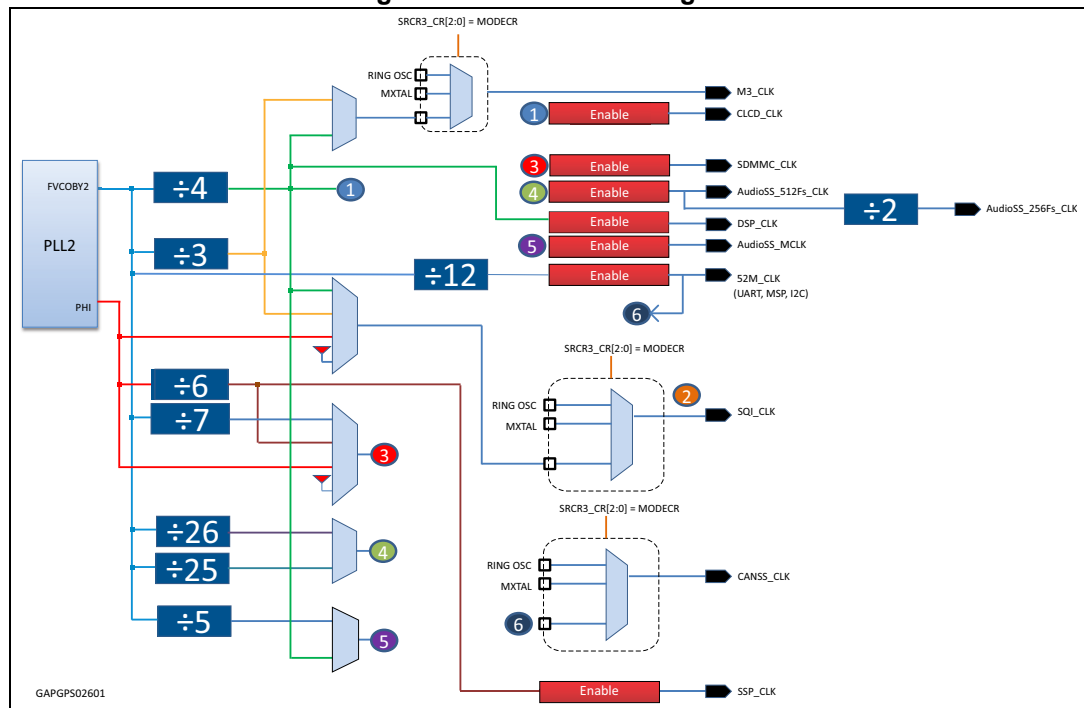 SRCR3_CR[2:0] = MODECR
RING OSC
MXTAL
M3_CLK
1
Enable
CLCD_CLK
3
Enable
SDMMC_CLK
FVCOBY2
÷4
1
4
Enable
AudioSS_512Fs_CLK
÷2
AudioSS_256Fs_CLK
Enable
DSP_CLK
PLL2
÷3
5
Enable
AudioSS_MCLK
÷12
Enable
52M_CLK
(UART, MSP, I2C)
PHI
6
SRCR3_CR[2:0] = MODECR
÷6
÷7
RING OSC
MXTAL
2
SQI_CLK
3
SRCR3_CR[2:0] = MODECR
÷26
4
÷25
RING OSC
MXTAL
CANSS_CLK
÷5
6
5
GAPGPS02601
Enable
SSP_CLK